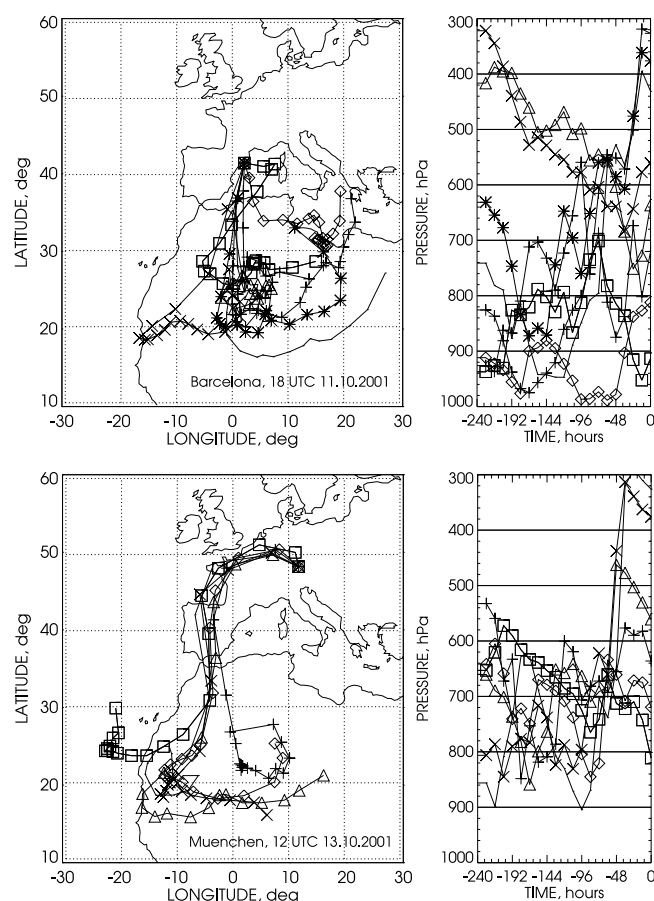 60
50
40
30
20
10
LATITUDE, deg
-30 -20 -10 0 10 20 30
LONGITUDE, deg
Barcelona, 18 UTC 11.10.2001
300
400
500
600
700
800
900
1000
PRESSURE, hPa
-240 -192 -144 -96 -48 0
TIME, hours
60
50
40
30
20
10
LATITUDE, deg
-30 -20 -10 0 10 20 30
LONGITUDE, deg
Muenchen, 12 UTC 13.10.2001
300
400
500
600
700
800
900
1000
PRESSURE, hPa
-240 -192 -144 -96 -48 0
TIME, hours